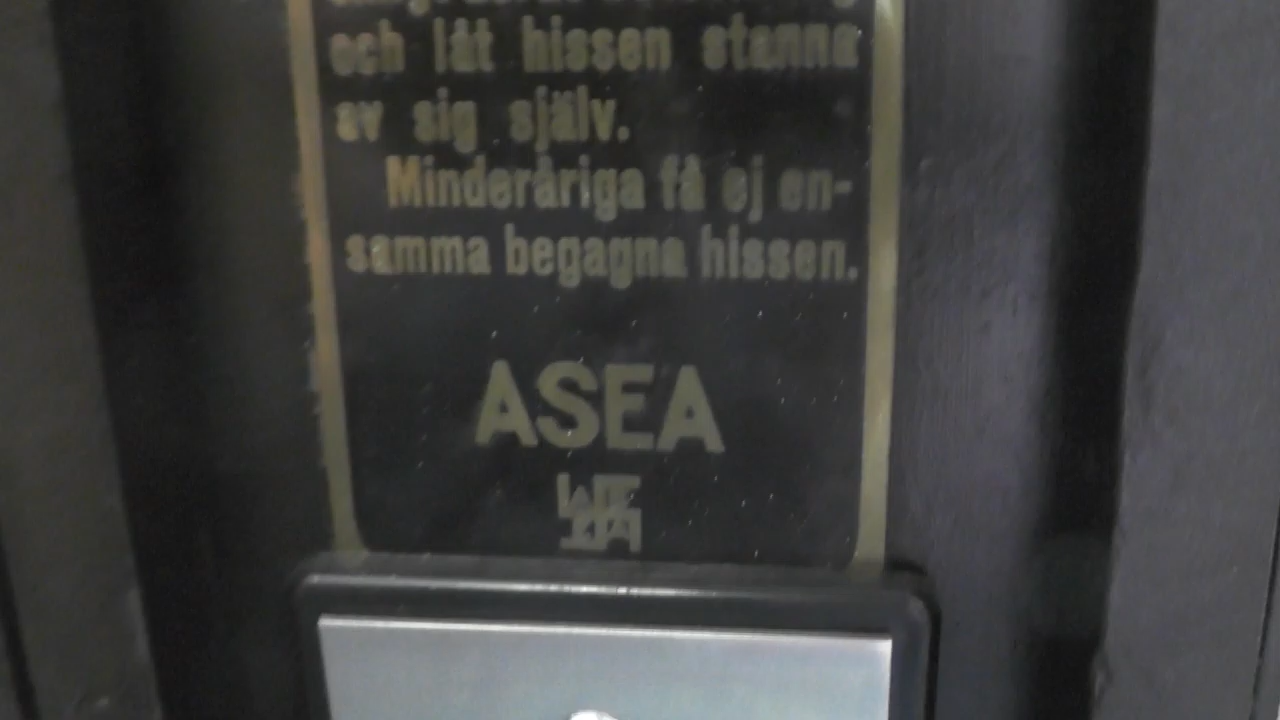 och låt hissen stanna
av sig själv.
Minderåriga få ej en-
samma begagna hissen.
ASEA